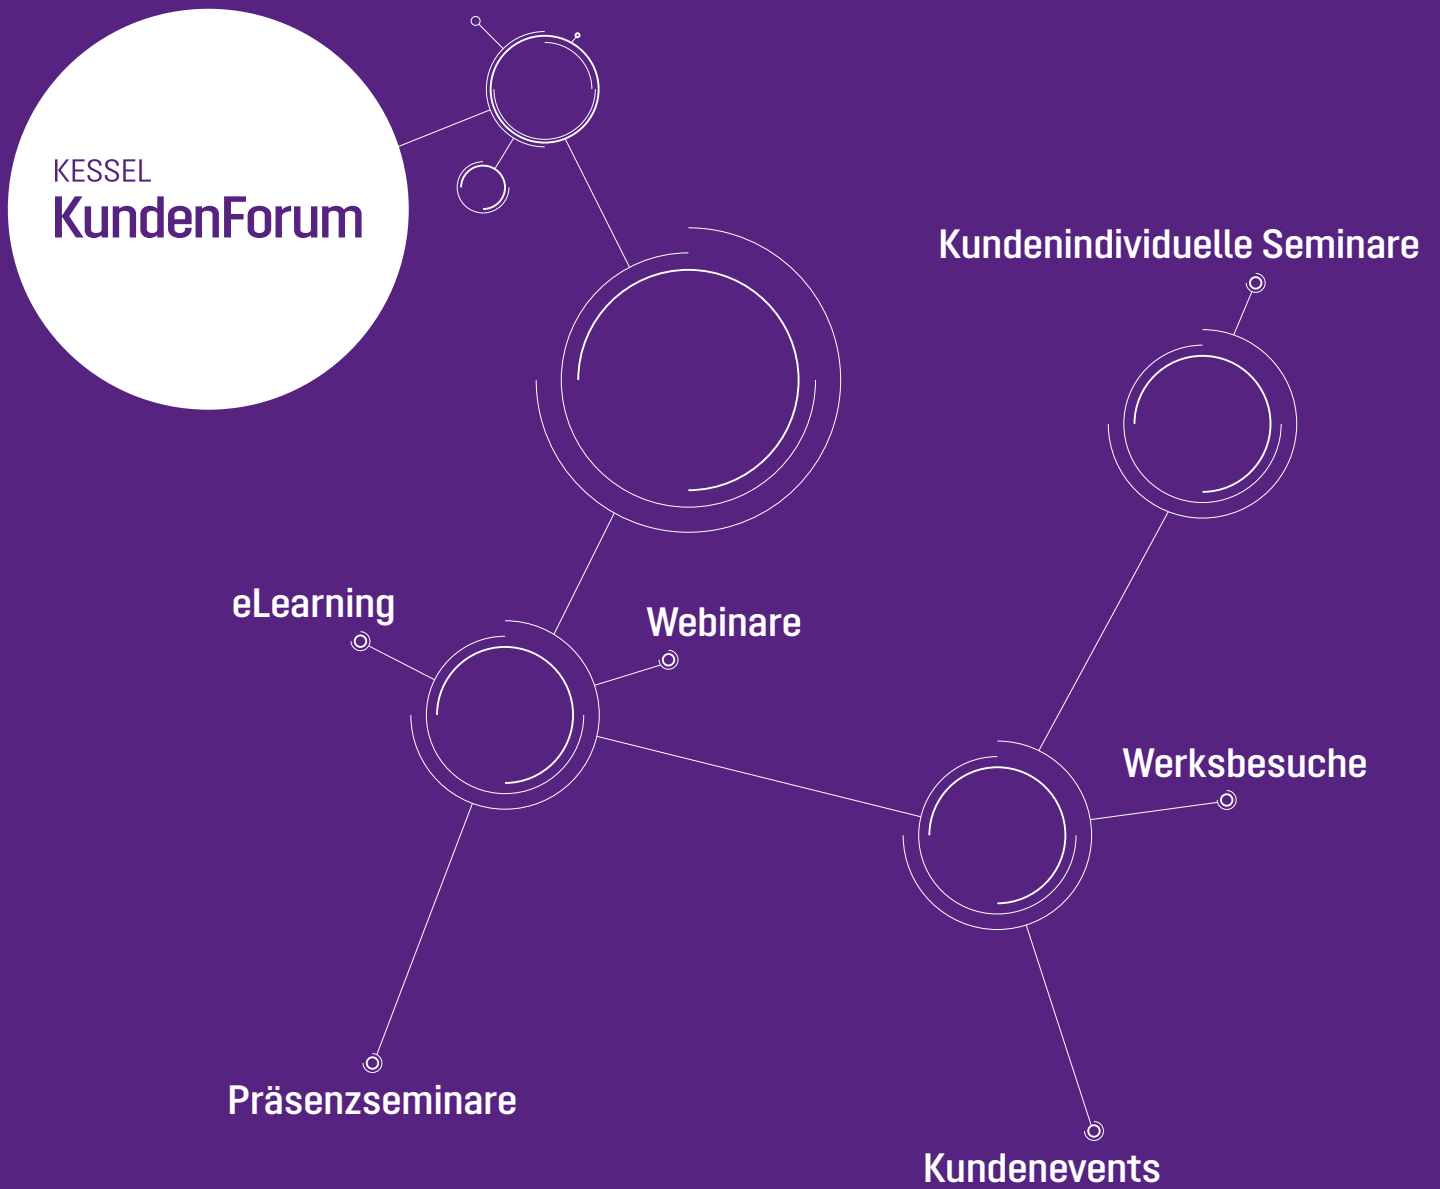 KESSEL
KundenForum
Kundenindividuelle Seminare
eLearning
Webinare
Werksbesuche
Präsenzseminare
Kundenevents